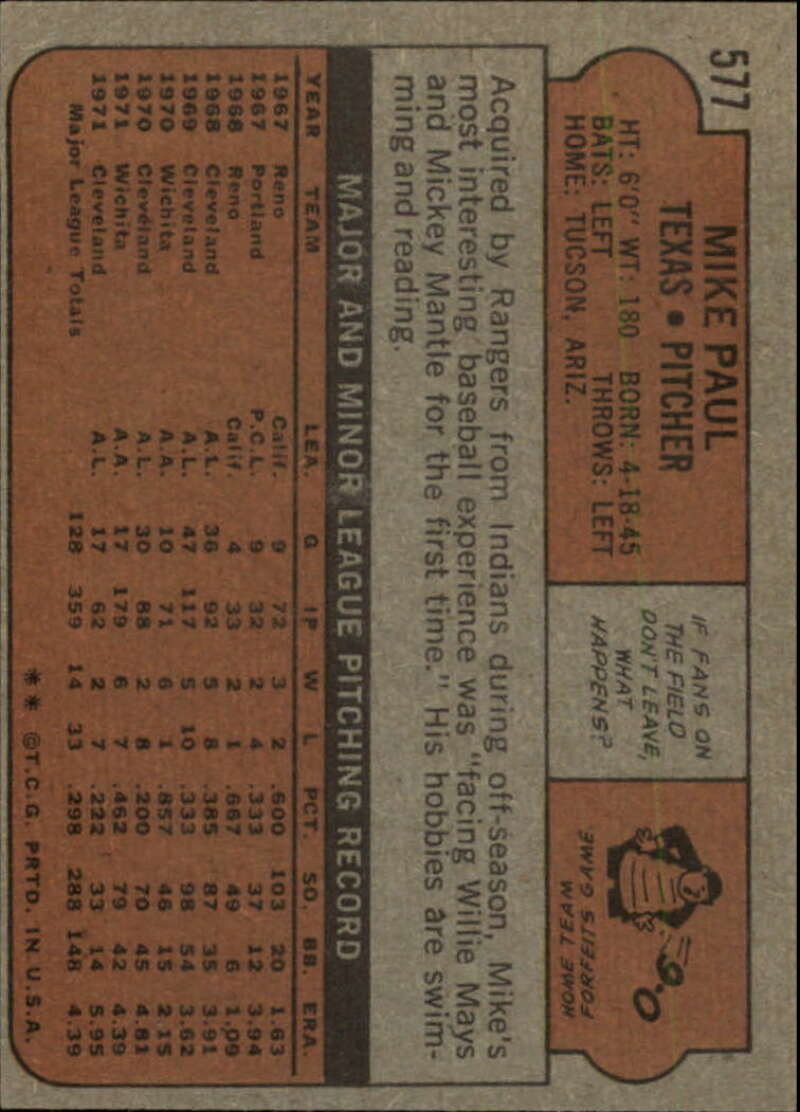 577
MIKE PAUL
TEXAS • PITCHER
HT: 6'0" WT: 180 BORN: 4-18-45
BATS: LEFT THROWS: LEFT
HOME: TUCSON, ARIZ.
IF FANS ON
THE FIELD
DON'T LEAVE,
WHAT
HAPPENS?
9-0
HOME TEAM
FORFEITS GAME
Acquired by Rangers from Indians during off-season, Mike's
most interesting baseball experience was "facing Willie Mays
and Mickey Mantle for the first time." His hobbies are swim-
ming and reading.
MAJOR AND MINOR LEAGUE PITCHING RECORD
YEAR TEAM LEA. G IP W L PCT. SO. BB. ERA.
1967 Reno Calif. 9 72 3 2 .600 103 20 1.63
1967 Portland P.C.L. 9 32 2 4 .333 37 12 3.94
1968 Reno Calif. 4 33 2 1 .667 49 6 1.09
1968 Cleveland A.L. 36 92 5 8 .385 87 35 3.91
1969 Cleveland A.L. 47 117 5 10 .333 98 54 3.62
1970 Wichita A.A. 10 71 6 1 .857 46 15 2.15
1970 Cleveland A.L. 30 88 2 8 .200 70 45 4.81
1971 Wichita A.A. 17 179 6 7 .462 79 42 4.39
1971 Cleveland A.L. 17 62 2 7 .222 33 14 5.95
Major League Totals 128 359 14 33 .298 288 148 4.39
** ©T.C.G. PRTD. IN U.S.A.